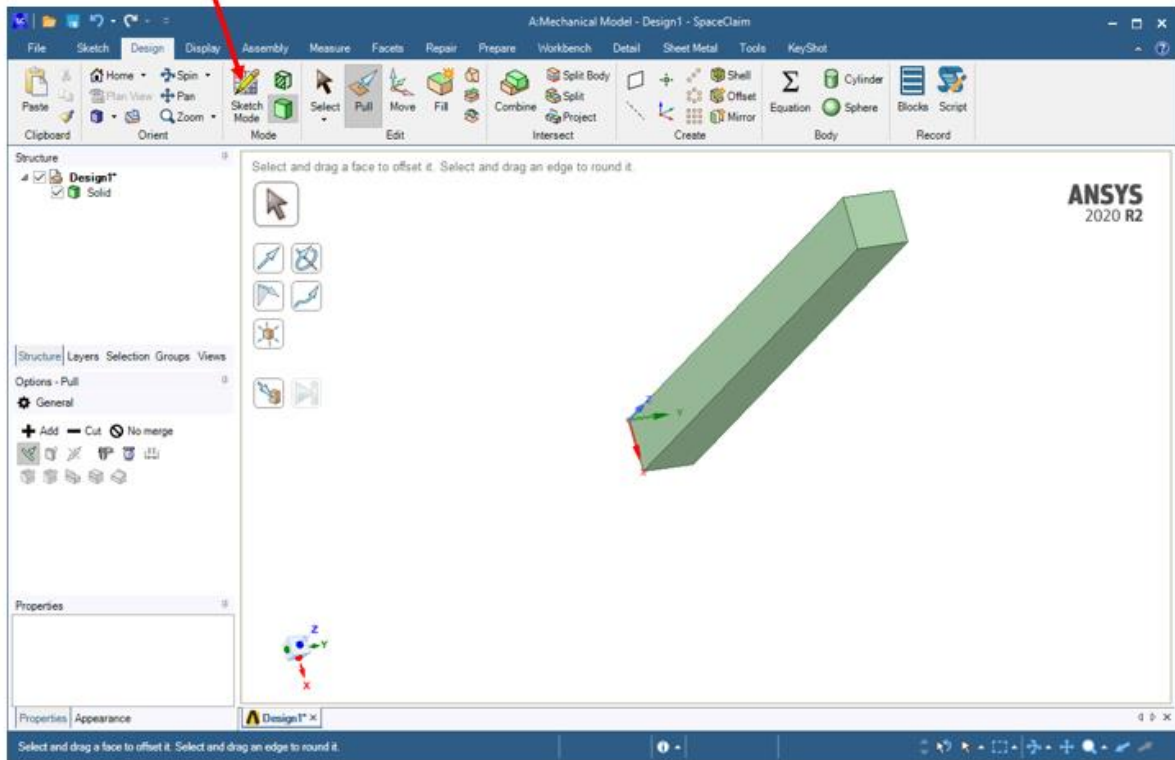 A:Mechanical Model - Design1 - SpaceClaim
File Sketch Design Display Assembly Measure Facets Repair Prepare Workbench Detail Sheet Metal Tools KeyShot
Paste
Clipboard
Home Spin
Plan View Pan
Zoom
Orient
Sketch Mode
Mode
Select Pull Move Fill
Edit
Combine
Split Body
Split
Project
Intersect
Shell
Offset
Mirror
Create
Equation
Cylinder
Sphere
Body
Blocks Script
Record
Structure
Design1*
Solid
Structure Layers Selection Groups Views
Options - Pull
General
Add Cut No merge
Properties
Properties Appearance
Select and drag a face to offset it. Select and drag an edge to round it.
ANSYS
2020 R2
Z
Y
X
Z
Y
X
Design1*
Select and drag a face to offset it. Select and drag an edge to round it.